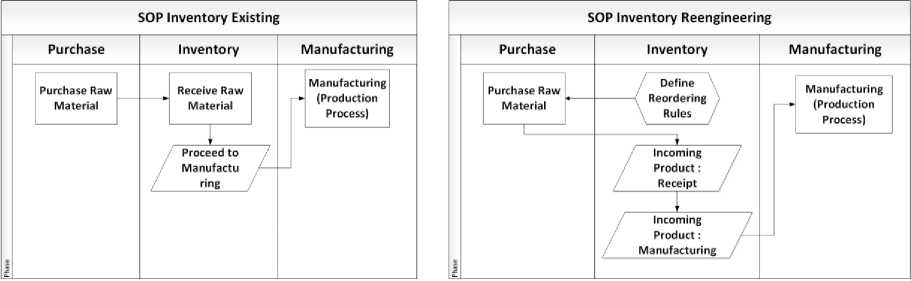 SOP Inventory Existing
Purchase
Inventory
Manufacturing
Purchase Raw
Material
Receive Raw
Material
Manufacturing
(Production
Process)
Proceed to
Manufactu
ring
Phase
SOP Inventory Reengineering
Purchase
Inventory
Manufacturing
Purchase Raw
Material
Define
Reordering
Rules
Manufacturing
(Production
Process)
Incoming
Product :
Receipt
Incoming
Product :
Manufacturing
Phase